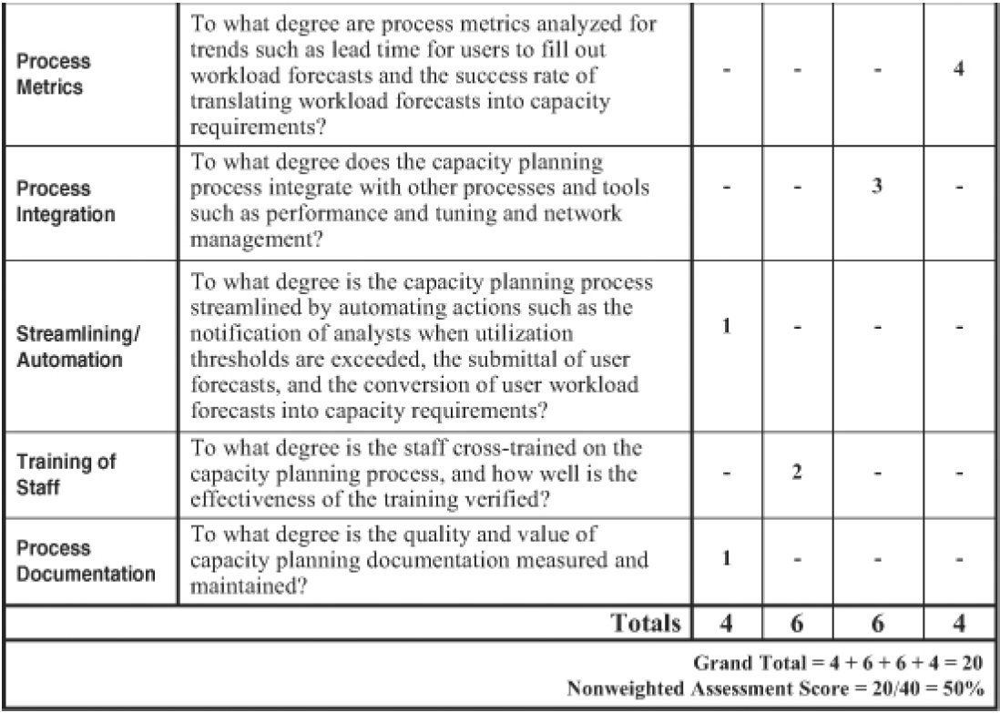 Process
Metrics
To what degree are process metrics analyzed for
trends such as lead time for users to fill out
workload forecasts and the success rate of
translating workload forecasts into capacity
requirements?
- - - 4
Process
Integration
To what degree does the capacity planning
process integrate with other processes and tools
such as performance and tuning and network
management?
- - 3 -
Streamlining/
Automation
To what degree is the capacity planning process
streamlined by automating actions such as the
notification of analysts when utilization
thresholds are exceeded, the submittal of user
forecasts, and the conversion of user workload
forecasts into capacity requirements?
1 - - -
Training of
Staff
To what degree is the staff cross-trained on the
capacity planning process, and how well is the
effectiveness of the training verified?
- 2 - -
Process
Documentation
To what degree is the quality and value of
capacity planning documentation measured and
maintained?
1 - - -
Totals 4 6 6 4
Grand Total = 4 + 6 + 6 + 4 = 20
Nonweighted Assessment Score = 20/40 = 50%